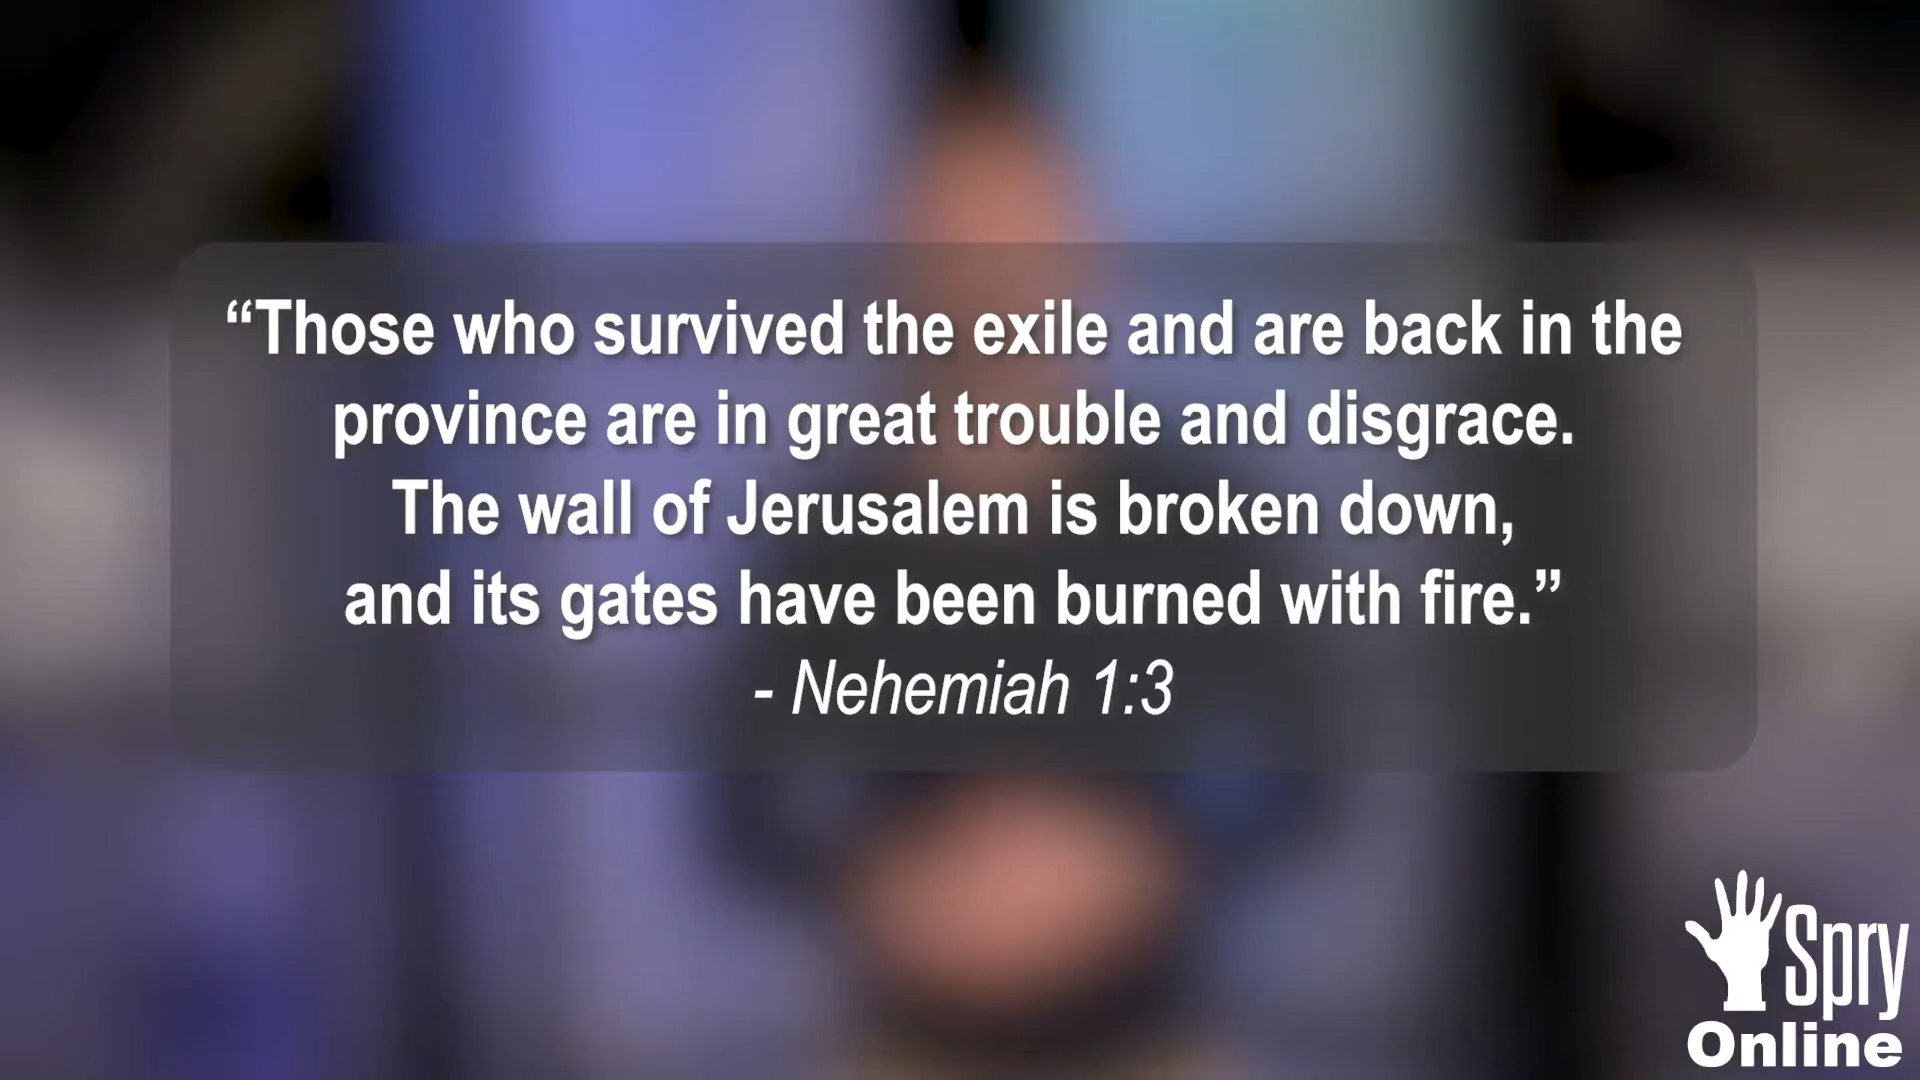 “Those who survived the exile and are back in the
province are in great trouble and disgrace.
The wall of Jerusalem is broken down,
and its gates have been burned with fire.”
- Nehemiah 1:3
Spry
Online